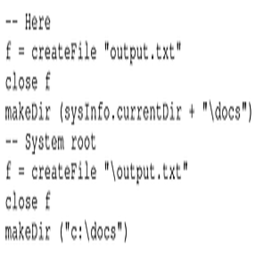 -- Here
f = createFile "output.txt"
close f
makeDir (sysInfo.currentDir + "\docs")
-- System root
f = createFile "\output.txt"
close f
makeDir ("c:\docs")